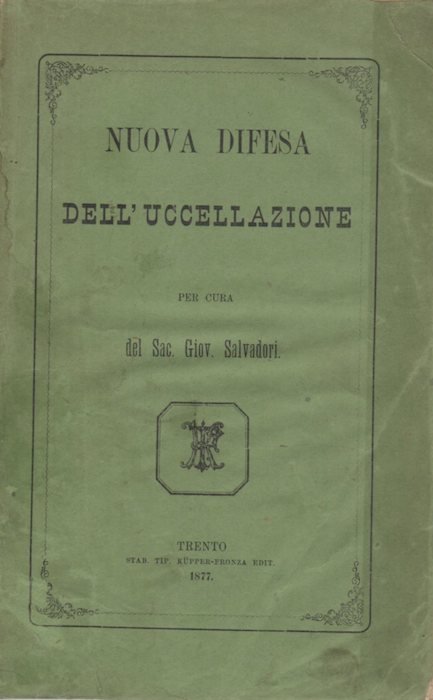 NUOVA DIFESA
DELL'UCCELLAZIONE
PER CURA
del Sac. Giov. Salvadori.
TRENTO
STAB. TIP. KÜPPER-FRONZA EDIT.
1877.